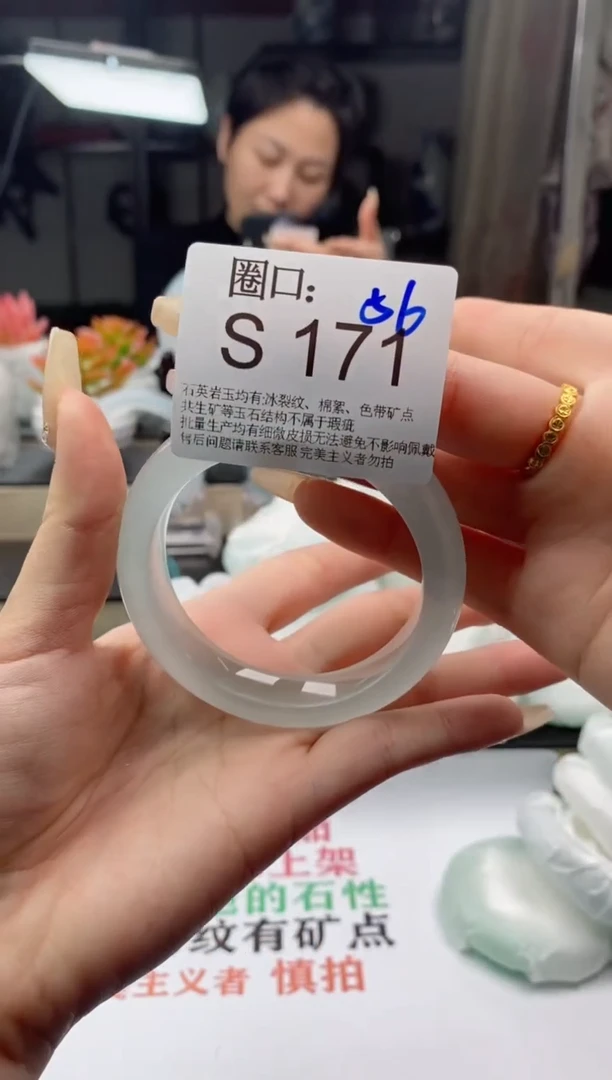 圈口:
56
S 171
石英岩玉均有:冰裂纹、棉絮、色带矿点
共生矿等玉石结构不属于瑕疵
批量生产均有细微皮损无法避免不影响佩戴
售后问题请联系客服 完美主义者勿拍
上架
的石性
纹有矿点
主义者 慎拍